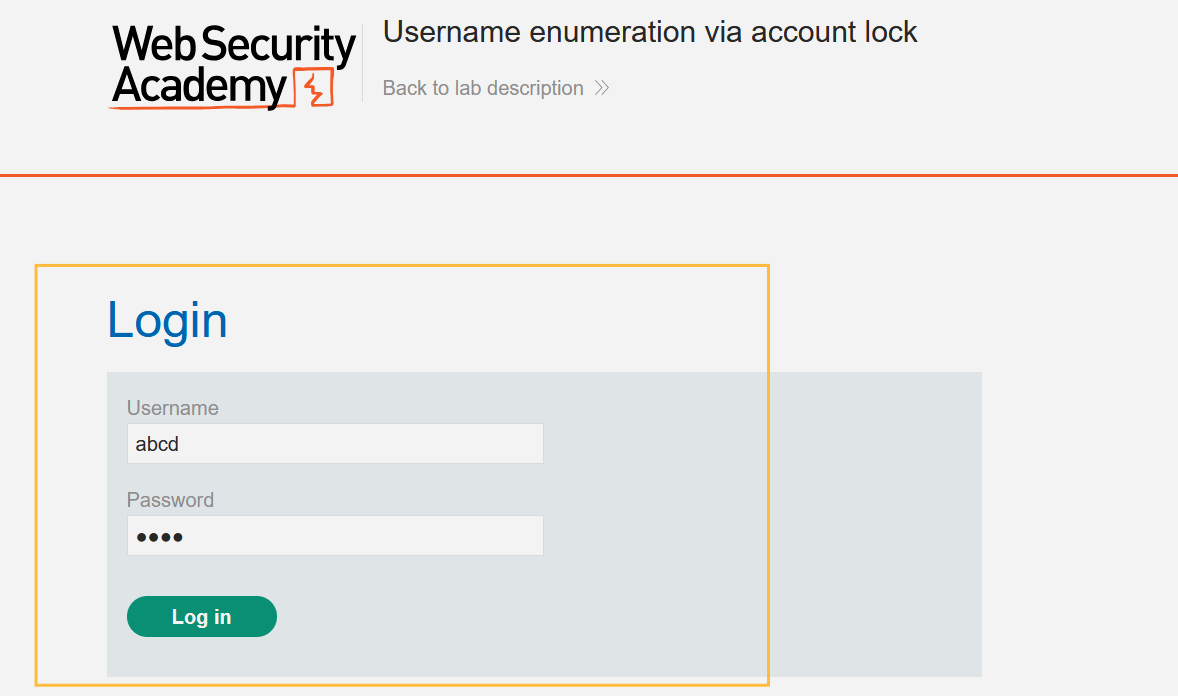 Web Security
Academy
Username enumeration via account lock
Back to lab description
Login
Username
abcd
Password
••••
Log in